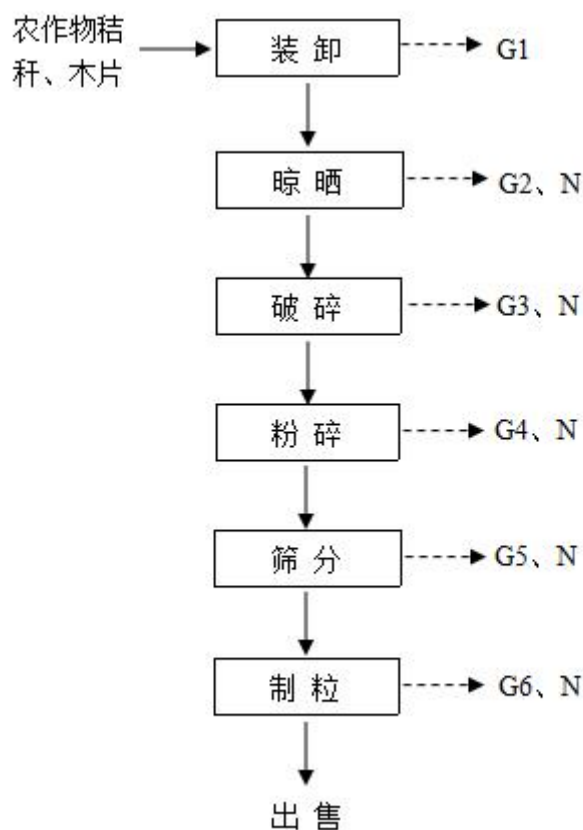 农作物秸
秆、木片
装卸
G1
晾晒
G2、N
破碎
G3、N
粉碎
G4、N
筛分
G5、N
制粒
G6、N
出售